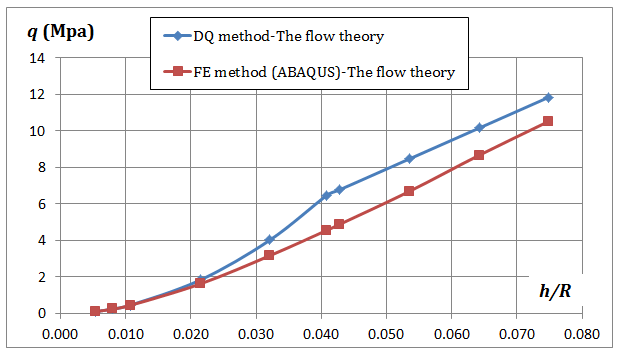 q (Mpa)
DQ method-The flow theory
FE method (ABAQUS)-The flow theory
14
12
10
8
6
4
2
0
h/R
0.000 0.010 0.020 0.030 0.040 0.050 0.060 0.070 0.080